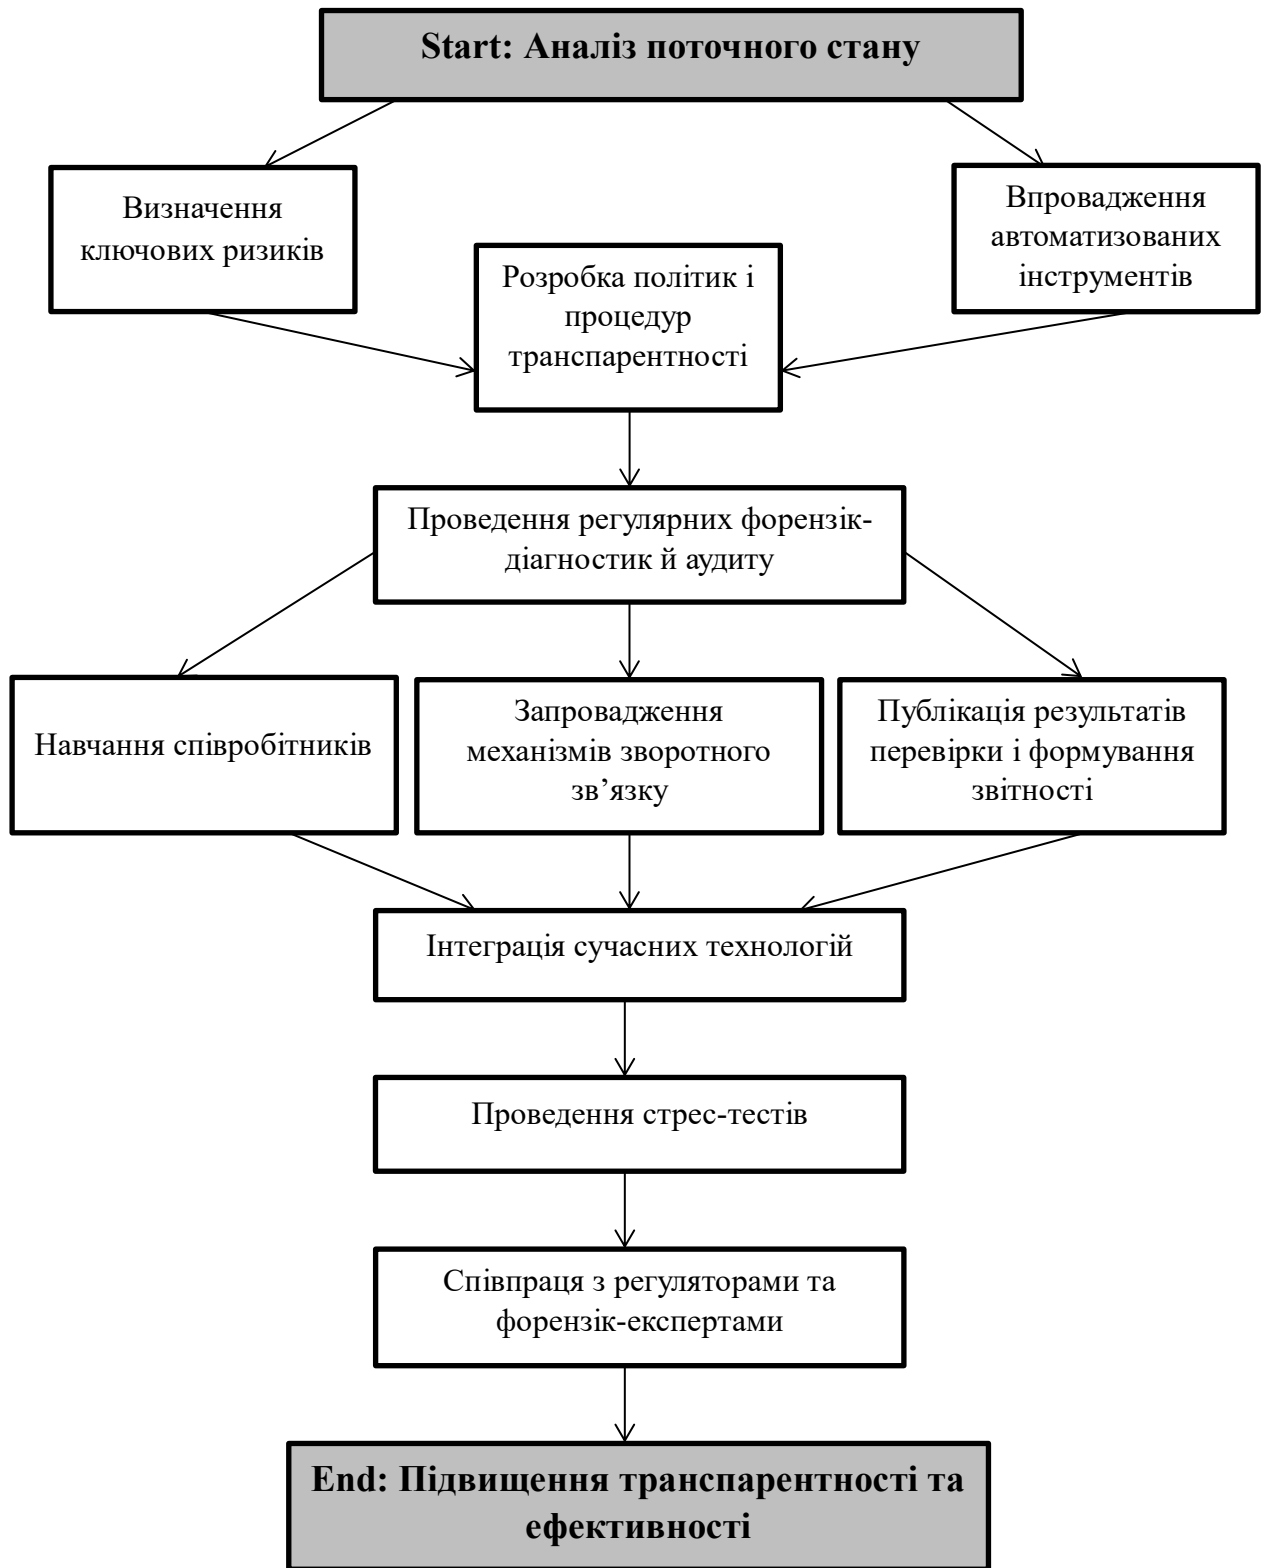 Start: Аналіз поточного стану
Визначення
ключових ризиків
Впровадження
автоматизованих
інструментів
Розробка політик і
процедур
транспарентності
Проведення регулярних форензік-
діагностик й аудиту
Навчання співробітників
Запровадження
механізмів зворотного
зв’язку
Публікація результатів
перевірки і формування
звітності
Інтеграція сучасних технологій
Проведення стрес-тестів
Співпраця з регуляторами та
форензік-експертами
End: Підвищення транспарентності та
ефективності